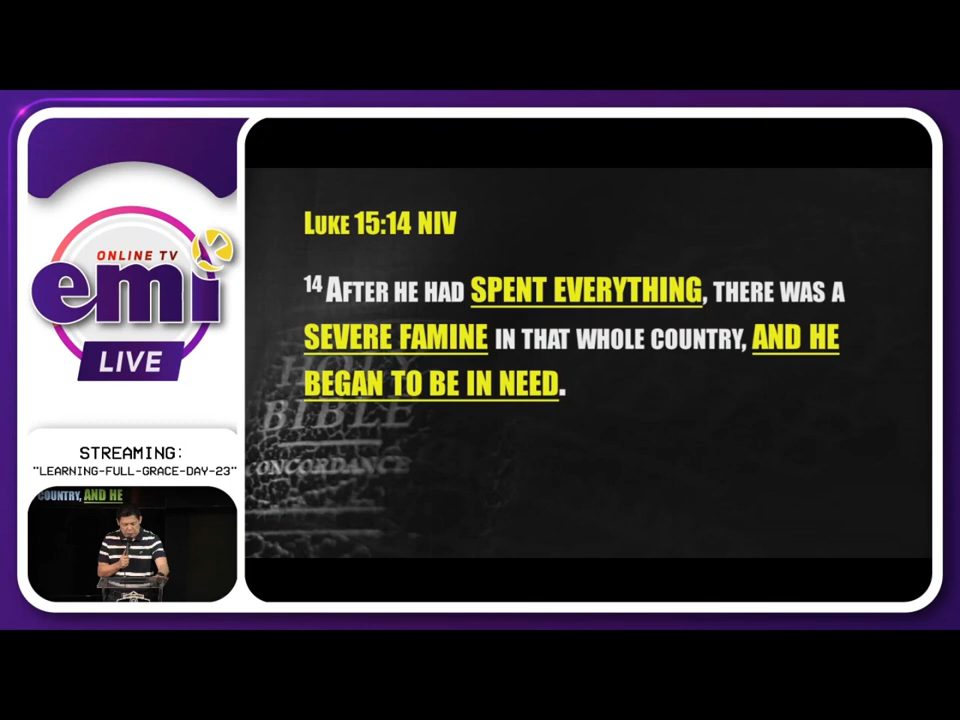 ONLINE TV
emi
LIVE
STREAMING:
"LEARNING-FULL-GRACE-DAY-23"
COUNTRY, AND HE
LUKE 15:14 NIV
14 AFTER HE HAD SPENT EVERYTHING, THERE WAS A
SEVERE FAMINE IN THAT WHOLE COUNTRY, AND HE
BEGAN TO BE IN NEED.
HOLY
BIBLE
CONCORDANCE